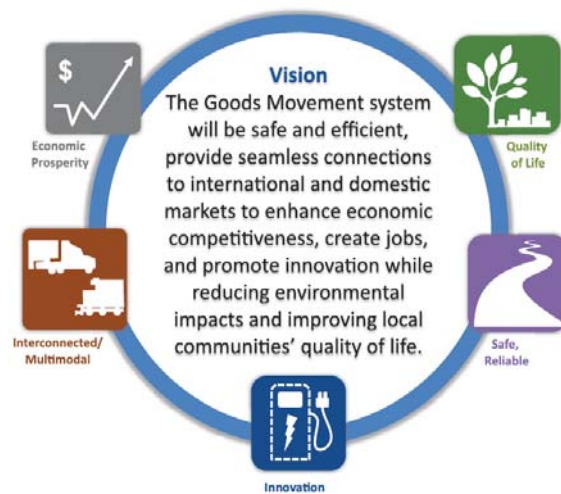 $
Economic
Prosperity
Vision
The Goods Movement system
will be safe and efficient,
provide seamless connections
to international and domestic
markets to enhance economic
competitiveness, create jobs,
and promote innovation while
reducing environmental
impacts and improving local
communities' quality of life.
Quality
of Life
Interconnected/
Multimodal
Safe,
Reliable
Innovation